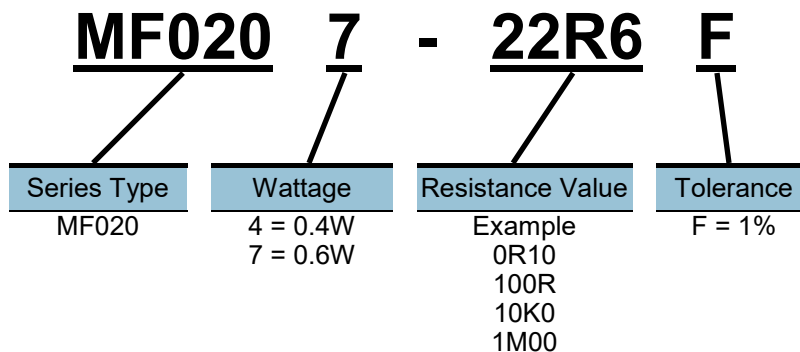 MF020 7 - 22R6 F
Series Type
MF020
Wattage
4 = 0.4W
7 = 0.6W
Resistance Value
Example
0R10
100R
10K0
1M00
Tolerance
F = 1%